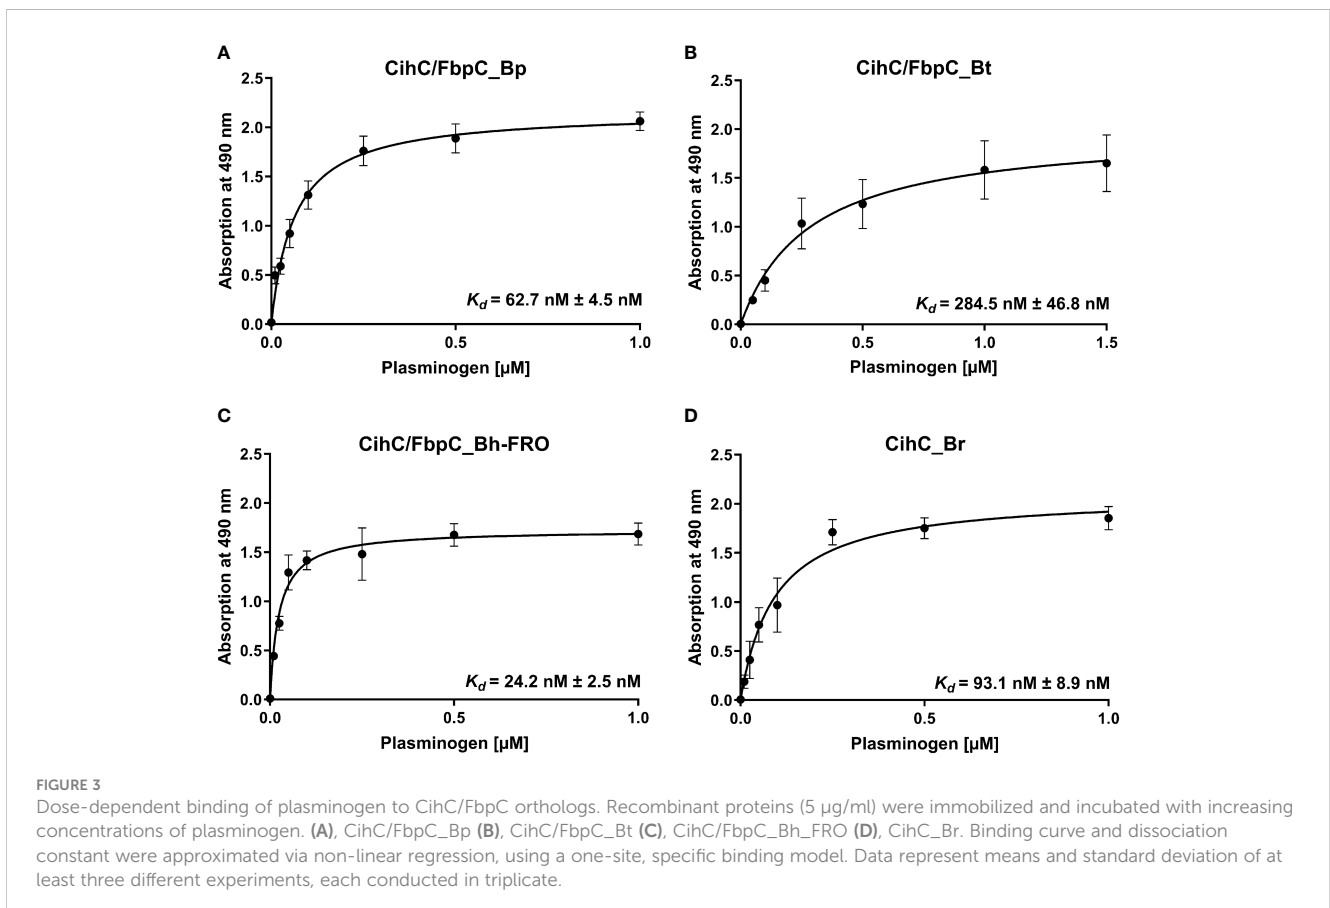 A
CihC/FbpC_Bp
2.5
2.0
1.5
1.0
0.5
0.0
Absorption at 490 nm
Kd = 62.7 nM ± 4.5 nM
0.0 0.5 1.0
Plasminogen [µM]
B
CihC/FbpC_Bt
2.5
2.0
1.5
1.0
0.5
0.0
Absorption at 490 nm
Kd = 284.5 nM ± 46.8 nM
0.0 0.5 1.0 1.5
Plasminogen [µM]
C
CihC/FbpC_Bh-FRO
2.5
2.0
1.5
1.0
0.5
0.0
Absorption at 490 nm
Kd = 24.2 nM ± 2.5 nM
0.0 0.5 1.0
Plasminogen [µM]
D
CihC_Br
2.5
2.0
1.5
1.0
0.5
0.0
Absorption at 490 nm
Kd = 93.1 nM ± 8.9 nM
0.0 0.5 1.0
Plasminogen [µM]
FIGURE 3
Dose-dependent binding of plasminogen to CihC/FbpC orthologs. Recombinant proteins (5 µg/ml) were immobilized and incubated with increasing
concentrations of plasminogen. (A), CihC/FbpC_Bp (B), CihC/FbpC_Bt (C), CihC/FbpC_Bh_FRO (D), CihC_Br. Binding curve and dissociation
constant were approximated via non-linear regression, using a one-site, specific binding model. Data represent means and standard deviation of at
least three different experiments, each conducted in triplicate.